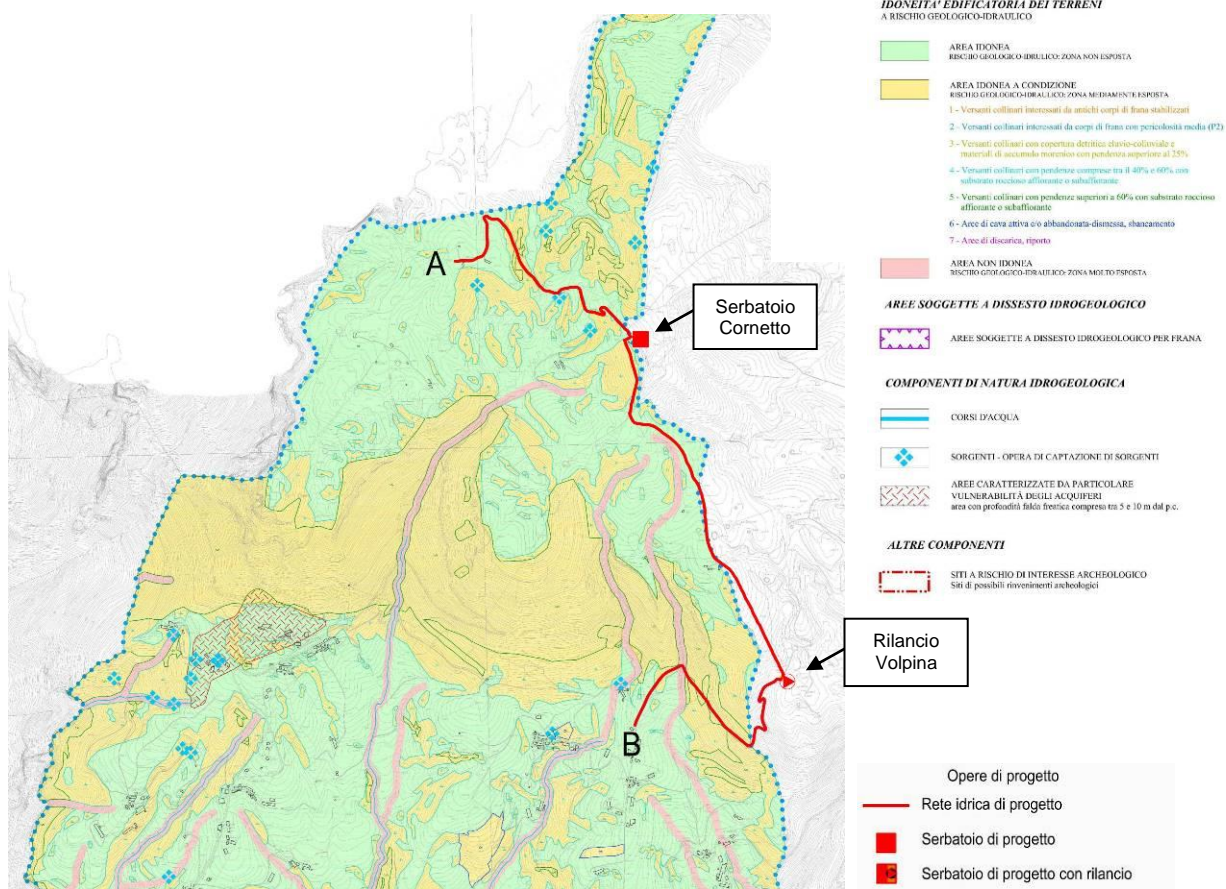 IDONEITA' EDIFICATORIA DEI TERRENI
A RISCHIO GEOLOGICO-IDRAULICO
AREA IDONEA
RISCHIO GEOLOGICO-IDRULICO: ZONA NON ESPOSTA
AREA IDONEA A CONDIZIONE
RISCHIO GEOLOGICO-IDRAULICO: ZONA MEDIAMENTE ESPOSTA
1 - Versanti collinari interessati da antichi corpi di frana stabilizzati
2 - Versanti collinari interessati da corpi di frana con pericolosità media (P2)
3 - Versanti collinari con copertura detritica eluvio-colluviale e
materiali di accumulo morenico con pendenza superiore al 25%
4 - Versanti collinari con pendenze comprese tra il 40% e 60% con
substrato roccioso affiorante o subaffiorante
5 - Versanti collinari con pendenze superiori a 60% con substrato roccioso
affiorante o subaffiorante
6 - Aree di cava attiva e/o abbandonata-dismessa, sbancamento
7 - Aree di discarica, riporto
AREA NON IDONEA
RISCHIO GEOLOGICO-IDRAULICO: ZONA MOLTO ESPOSTA
AREE SOGGETTE A DISSESTO IDROGEOLOGICO
AREE SOGGETTE A DISSESTO IDROGEOLOGICO PER FRANA
COMPONENTI DI NATURA IDROGEOLOGICA
CORSI D'ACQUA
SORGENTI - OPERA DI CAPTAZIONE DI SORGENTI
AREE CARATTERIZZATE DA PARTICOLARE
VULNERABILITÀ DEGLI ACQUIFERI
area con profondità falda freatica compresa tra 5 e 10 m dal p.c.
ALTRE COMPONENTI
SITI A RISCHIO DI INTERESSE ARCHEOLOGICO
Siti di possibili rinvenimenti archeologici
A
Serbatoio
Cornetto
Rilancio
Volpina
B
Opere di progetto
Rete idrica di progetto
Serbatoio di progetto
Serbatoio di progetto con rilancio